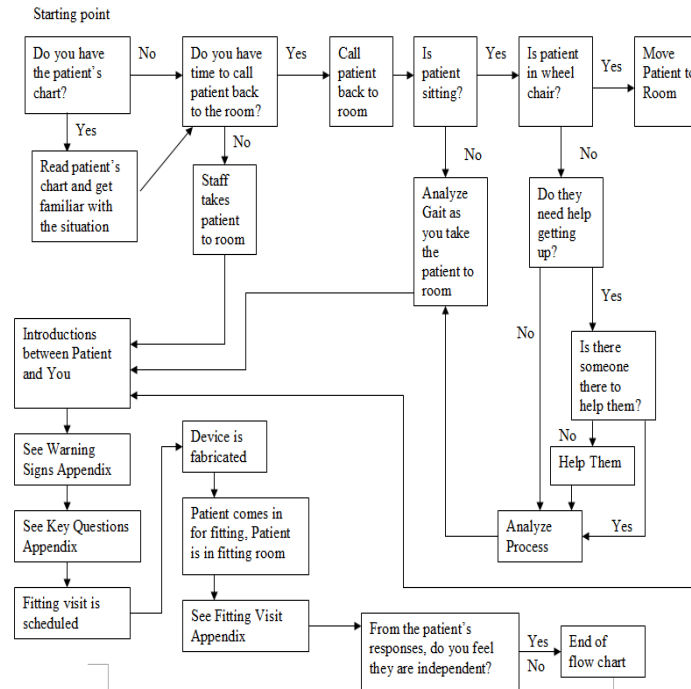 Starting point
Do you have
the patient's
chart?
No
Do you have
time to call
patient back
to the room?
Yes
Call
patient
back to
room
Is
patient
sitting?
Yes
Is patient
in wheel
chair?
Yes
Move
Patient to
Room
Yes
No
No
No
Read patient's
chart and get
familiar with
the situation
Staff
takes
patient
to room
Analyze
Gait as
you take
the
patient to
room
Do they
need help
getting
up?
Yes
No
Introductions
between Patient
and You
Is there
someone
there to
help them?
No
Help Them
Yes
See Warning
Signs Appendix
Device is
fabricated
See Key Questions
Appendix
Patient comes in
for fitting, Patient
is in fitting room
Analyze
Process
Fitting visit is
scheduled
See Fitting Visit
Appendix
From the patient's
responses, do you feel
they are independent?
Yes
No
End of
flow chart